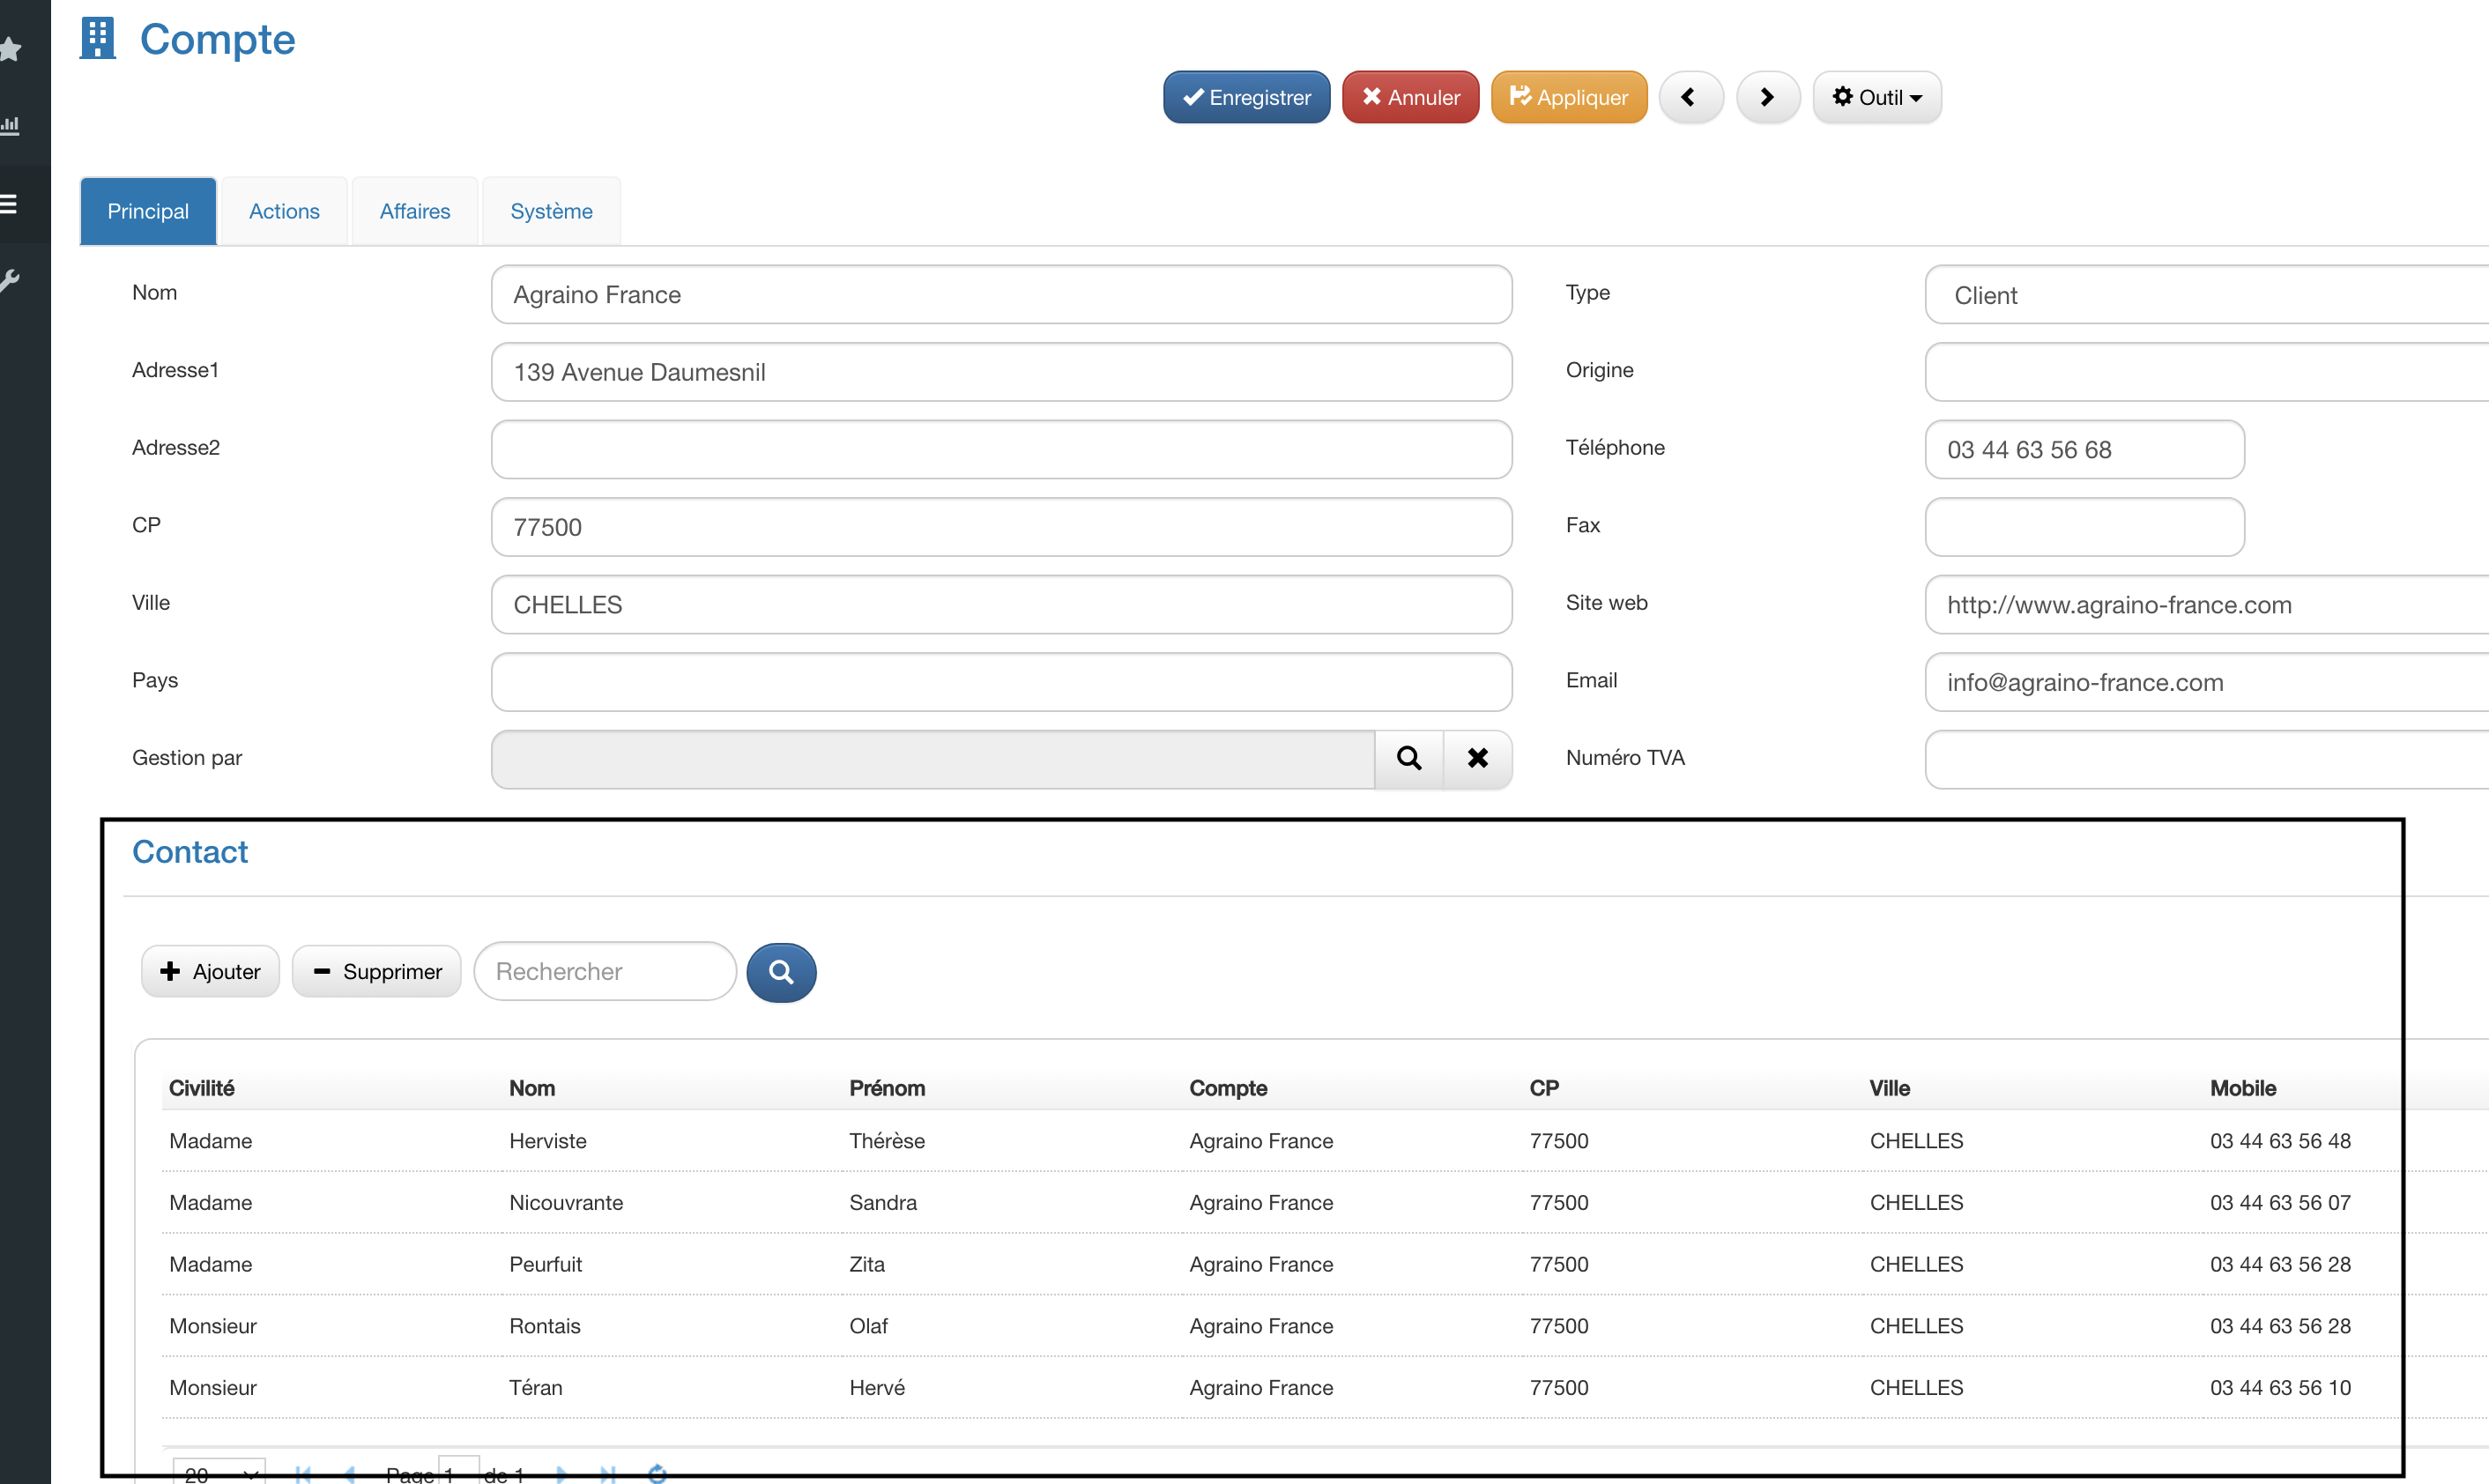 Compte
Enregistrer Annuler Appliquer Outil
Principal Actions Affaires Système
Nom Agraino France Type Client
Adresse1 139 Avenue Daumesnil Origine
Adresse2 Téléphone 03 44 63 56 68
CP 77500 Fax
Ville CHELLES Site web http://www.agraino-france.com
Pays Email info@agraino-france.com
Gestion par Numéro TVA
Contact
Ajouter Supprimer Rechercher
Civilité Nom Prénom Compte CP Ville Mobile
Madame Herviste Thérèse Agraino France 77500 CHELLES 03 44 63 56 48
Madame Nicouvrante Sandra Agraino France 77500 CHELLES 03 44 63 56 07
Madame Peurfuit Zita Agraino France 77500 CHELLES 03 44 63 56 28
Monsieur Rontais Olaf Agraino France 77500 CHELLES 03 44 63 56 28
Monsieur Téran Hervé Agraino France 77500 CHELLES 03 44 63 56 10
20 Page 1 de 1